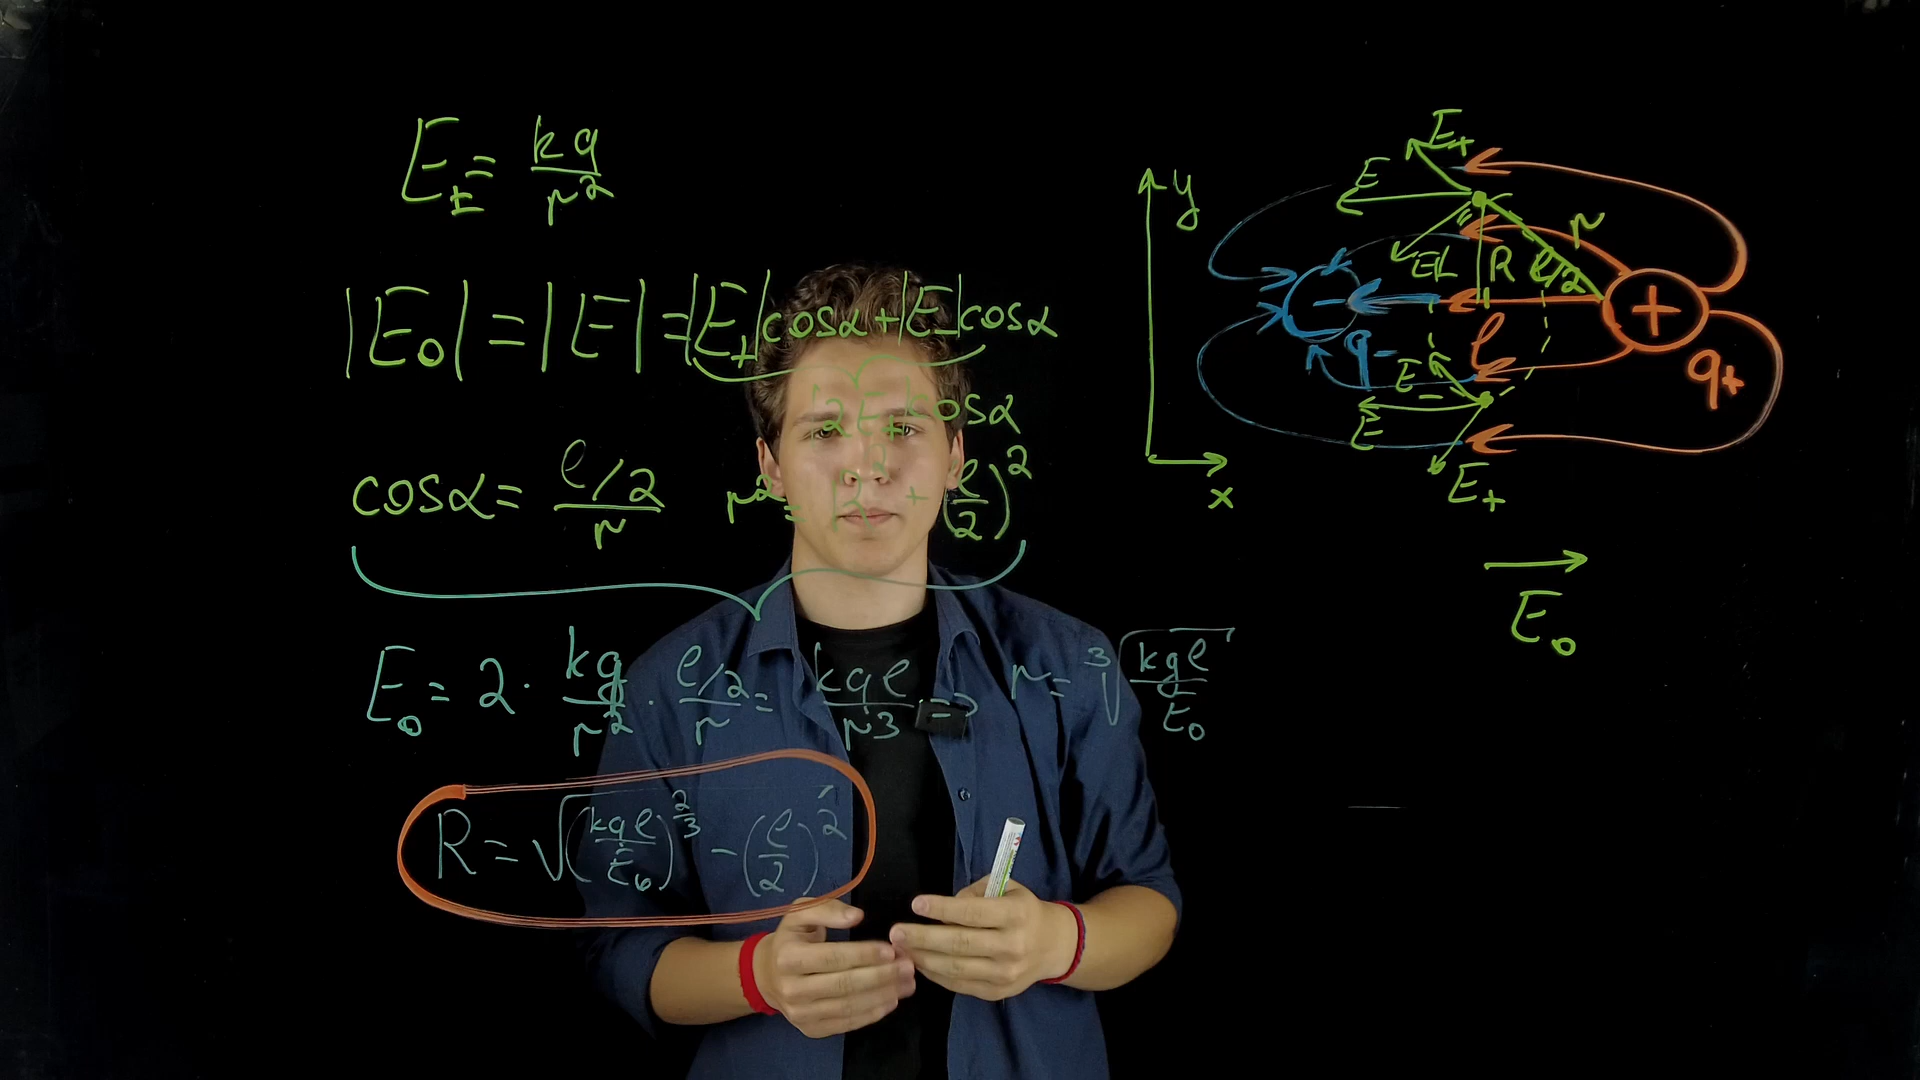 E± = kq/r²
|E₀| = |E| = |E₊|cosα + |E₋|cosα
2E₊cosα
cosα = (l/2)/r   r² = R² + (l/2)²
E₀ = 2 · kq/r² · (l/2)/r = kql/r³ => r = ³√(kql/E₀)
R = √((kql/E₀)^(2/3) − (l/2)²)
y
x
E₊
E
E₋
r
R
l/2
−
+
q₋
l
q₊
E₋
E
E₊
E₀